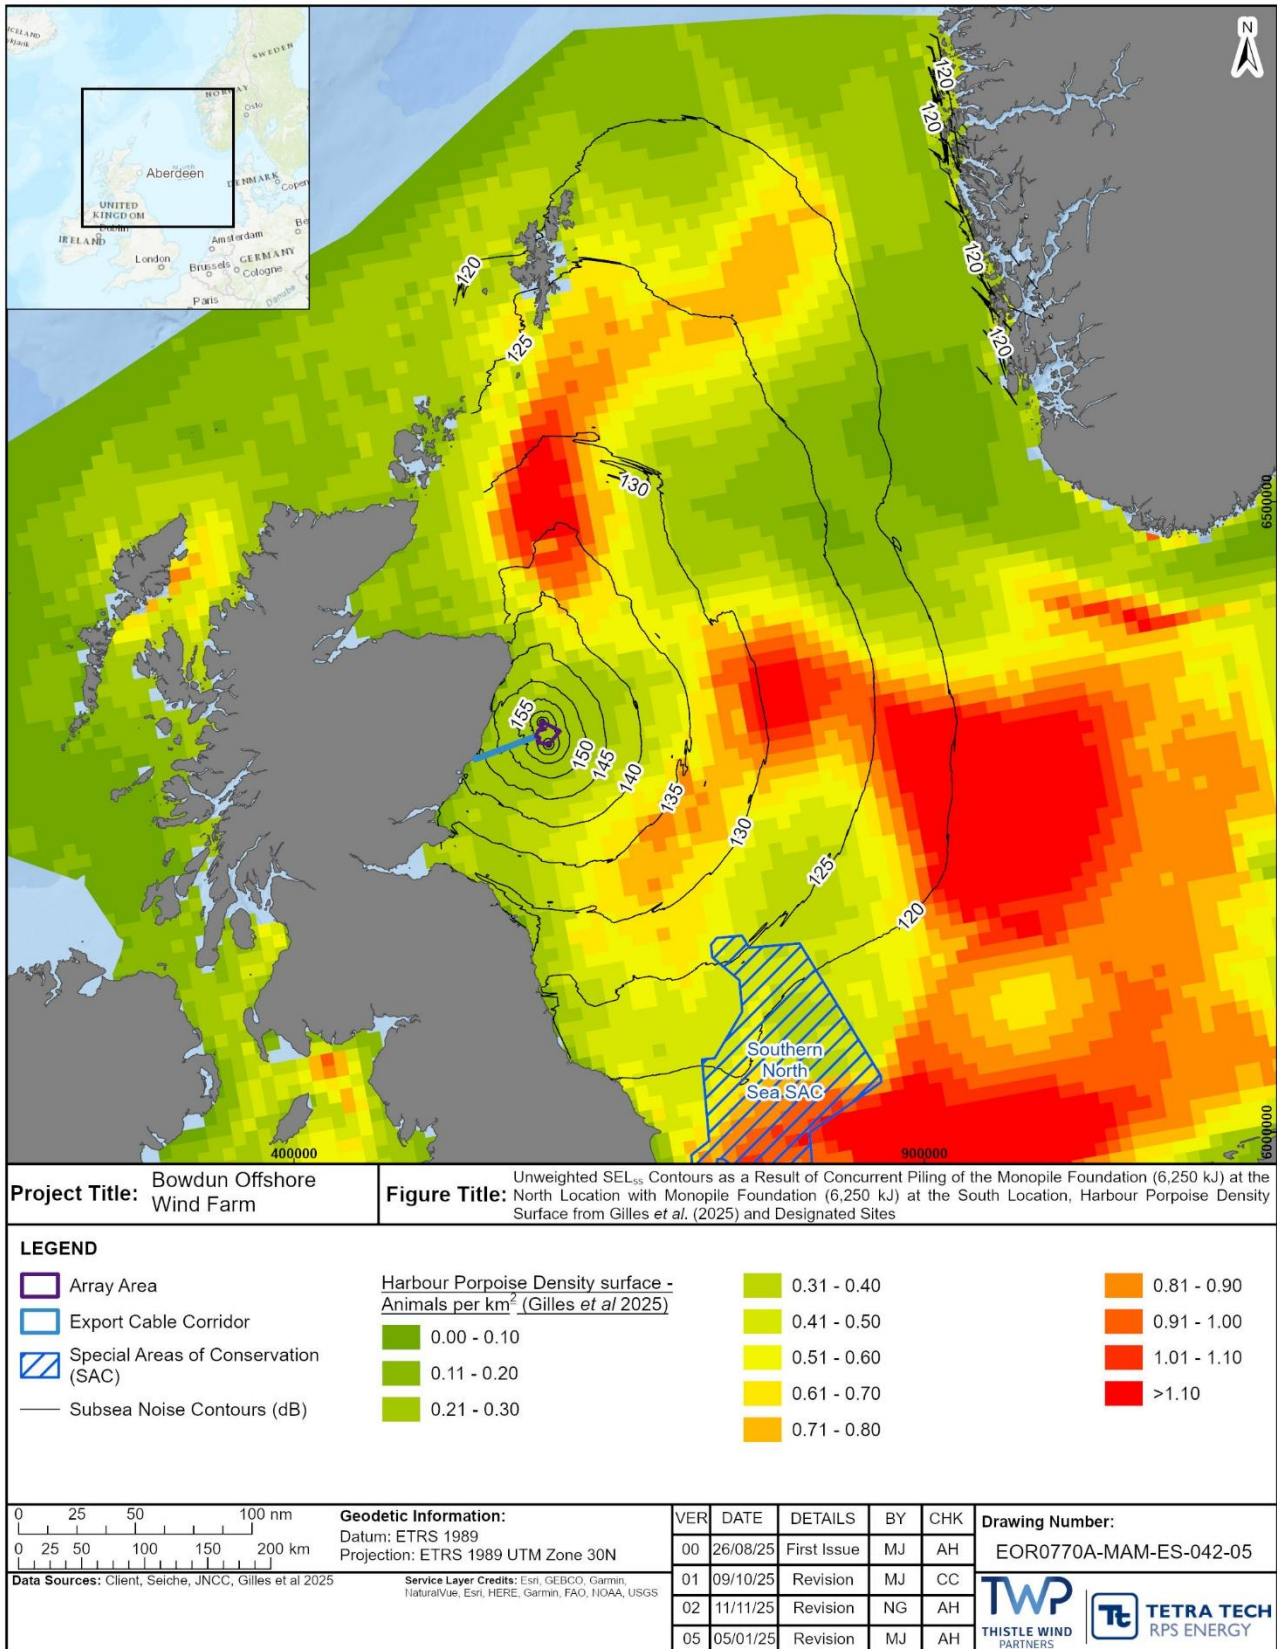 ICELAND
NORWAY
SWEDEN
Oslo
Aberdeen
DENMARK
Copen
UNITED
KINGDOM
Dublin
IRELAND
Amsterdam
London
GERMANY
Brussels
Cologne
Paris
Danube
N
120
120
120
120
120
120
125
130
155
150
145
140
135
130
125
120
6500000
6000000
Southern
North
Sea SAC
400000
900000
Project Title: Bowdun Offshore
Wind Farm
Figure Title: Unweighted SELss Contours as a Result of Concurrent Piling of the Monopile Foundation (6,250 kJ) at the
North Location with Monopile Foundation (6,250 kJ) at the South Location, Harbour Porpoise Density
Surface from Gilles et al. (2025) and Designated Sites
LEGEND
Array Area
Export Cable Corridor
Special Areas of Conservation
(SAC)
Subsea Noise Contours (dB)
Harbour Porpoise Density surface -
Animals per km² (Gilles et al 2025)
0.00 - 0.10
0.11 - 0.20
0.21 - 0.30
0.31 - 0.40
0.41 - 0.50
0.51 - 0.60
0.61 - 0.70
0.71 - 0.80
0.81 - 0.90
0.91 - 1.00
1.01 - 1.10
>1.10
0 25 50 100 nm
0 25 50 100 150 200 km
Geodetic Information:
Datum: ETRS 1989
Projection: ETRS 1989 UTM Zone 30N
Data Sources: Client, Seiche, JNCC, Gilles et al 2025
Service Layer Credits: Esri, GEBCO, Garmin,
NaturalVue, Esri, HERE, Garmin, FAO, NOAA, USGS
VER DATE DETAILS BY CHK
00 26/08/25 First Issue MJ AH
01 09/10/25 Revision MJ CC
02 11/11/25 Revision NG AH
05 05/01/25 Revision MJ AH
Drawing Number:
EOR0770A-MAM-ES-042-05
TWP
THISTLE WIND
PARTNERS
Tt
TETRA TECH
RPS ENERGY